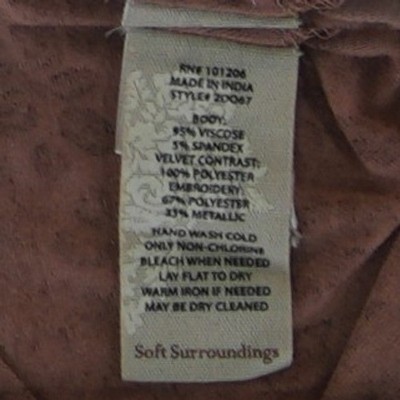 RN# 101206
MADE IN INDIA
STYLE# 2DO67
BODY:
95% VISCOSE
5% SPANDEX
VELVET CONTRAST:
100% POLYESTER
EMBROIDERY
67% POLYESTER
33% METALLIC
HAND WASH COLD
ONLY NON-CHLORINE
BLEACH WHEN NEEDED
LAY FLAT TO DRY
WARM IRON IF NEEDED
MAY BE DRY CLEANED
Soft Surroundings